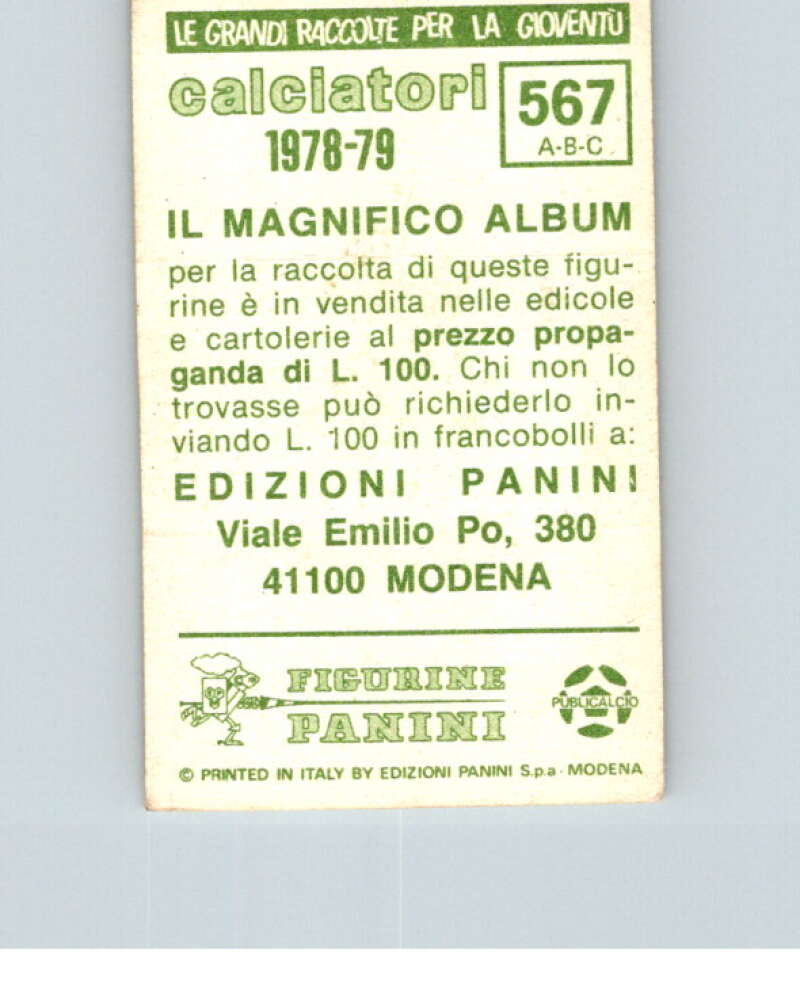 LE GRANDI RACCOLTE PER LA GIOVENTÙ
calciatori
1978-79
567
A-B-C
IL MAGNIFICO ALBUM
per la raccolta di queste figu-
rine è in vendita nelle edicole
e cartolerie al prezzo propa-
ganda di L. 100. Chi non lo
trovasse può richiederlo in-
viando L. 100 in francobolli a:
EDIZIONI PANINI
Viale Emilio Po, 380
41100 MODENA
FIGURINE
PANINI
PUBLICALCIO
© PRINTED IN ITALY BY EDIZIONI PANINI S.p.a - MODENA